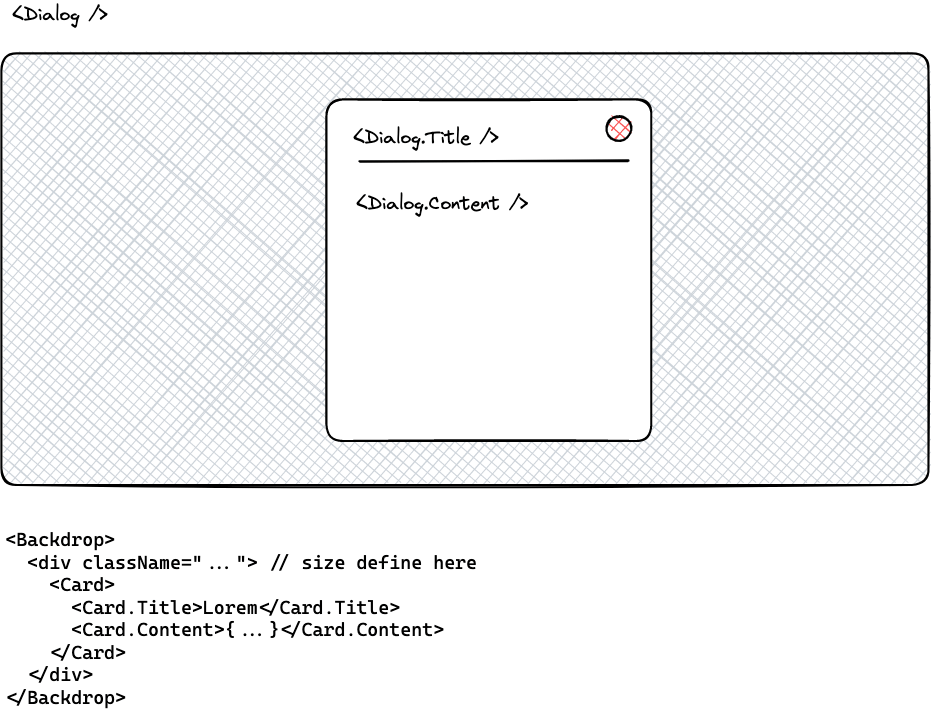 <Dialog />
<Dialog.Title />
<Dialog.Content />
<Backdrop>
<div className="..."> // size define here
<Card>
<Card.Title>Lorem</Card.Title>
<Card.Content>{...}</Card.Content>
</Card>
</div>
</Backdrop>